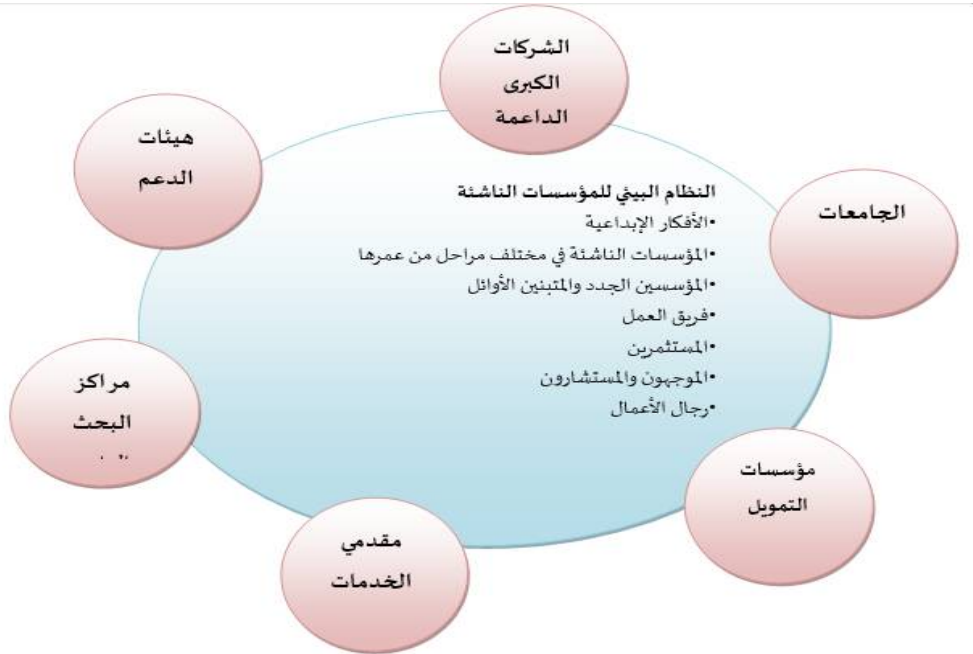 الشركات
الكبرى
الداعمة
هيئات
الدعم
الجامعات
النظام البيئي للمؤسسات الناشئة
•الأفكار الإبداعية
•المؤسسات الناشئة في مختلف مراحل من عمرها
•المؤسسين الجدد والمتبنين الأوائل
•فريق العمل
•المستثمرين
•الموجهون والمستشارون
•رجال الأعمال
مراكز
البحث
مؤسسات
التمويل
مقدمي
الخدمات